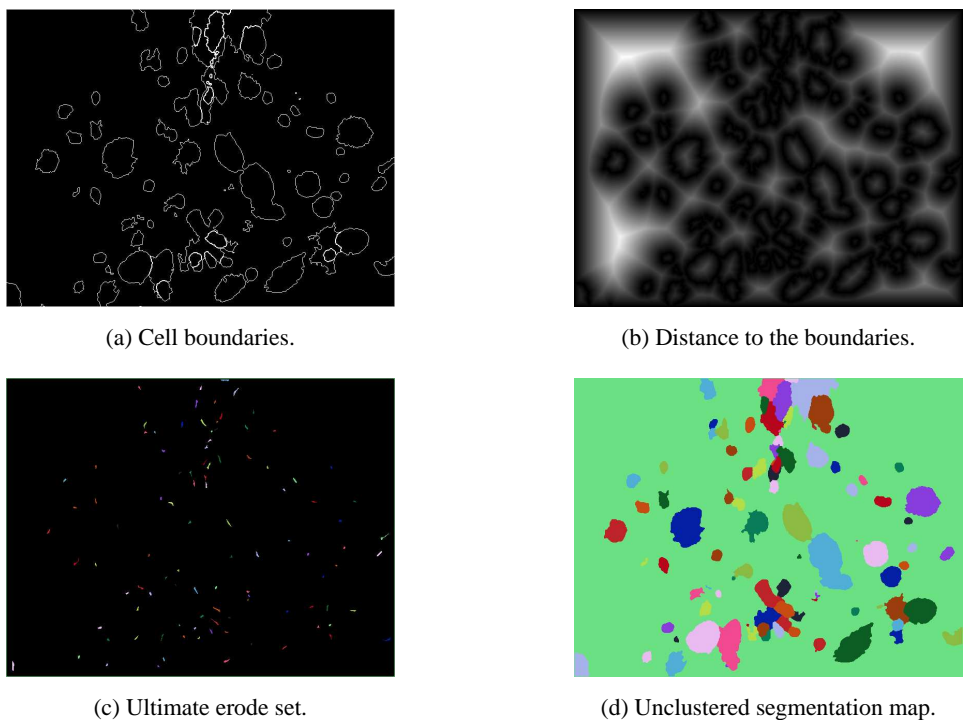 (a) Cell boundaries.
(b) Distance to the boundaries.
(c) Ultimate erode set.
(d) Unclustered segmentation map.